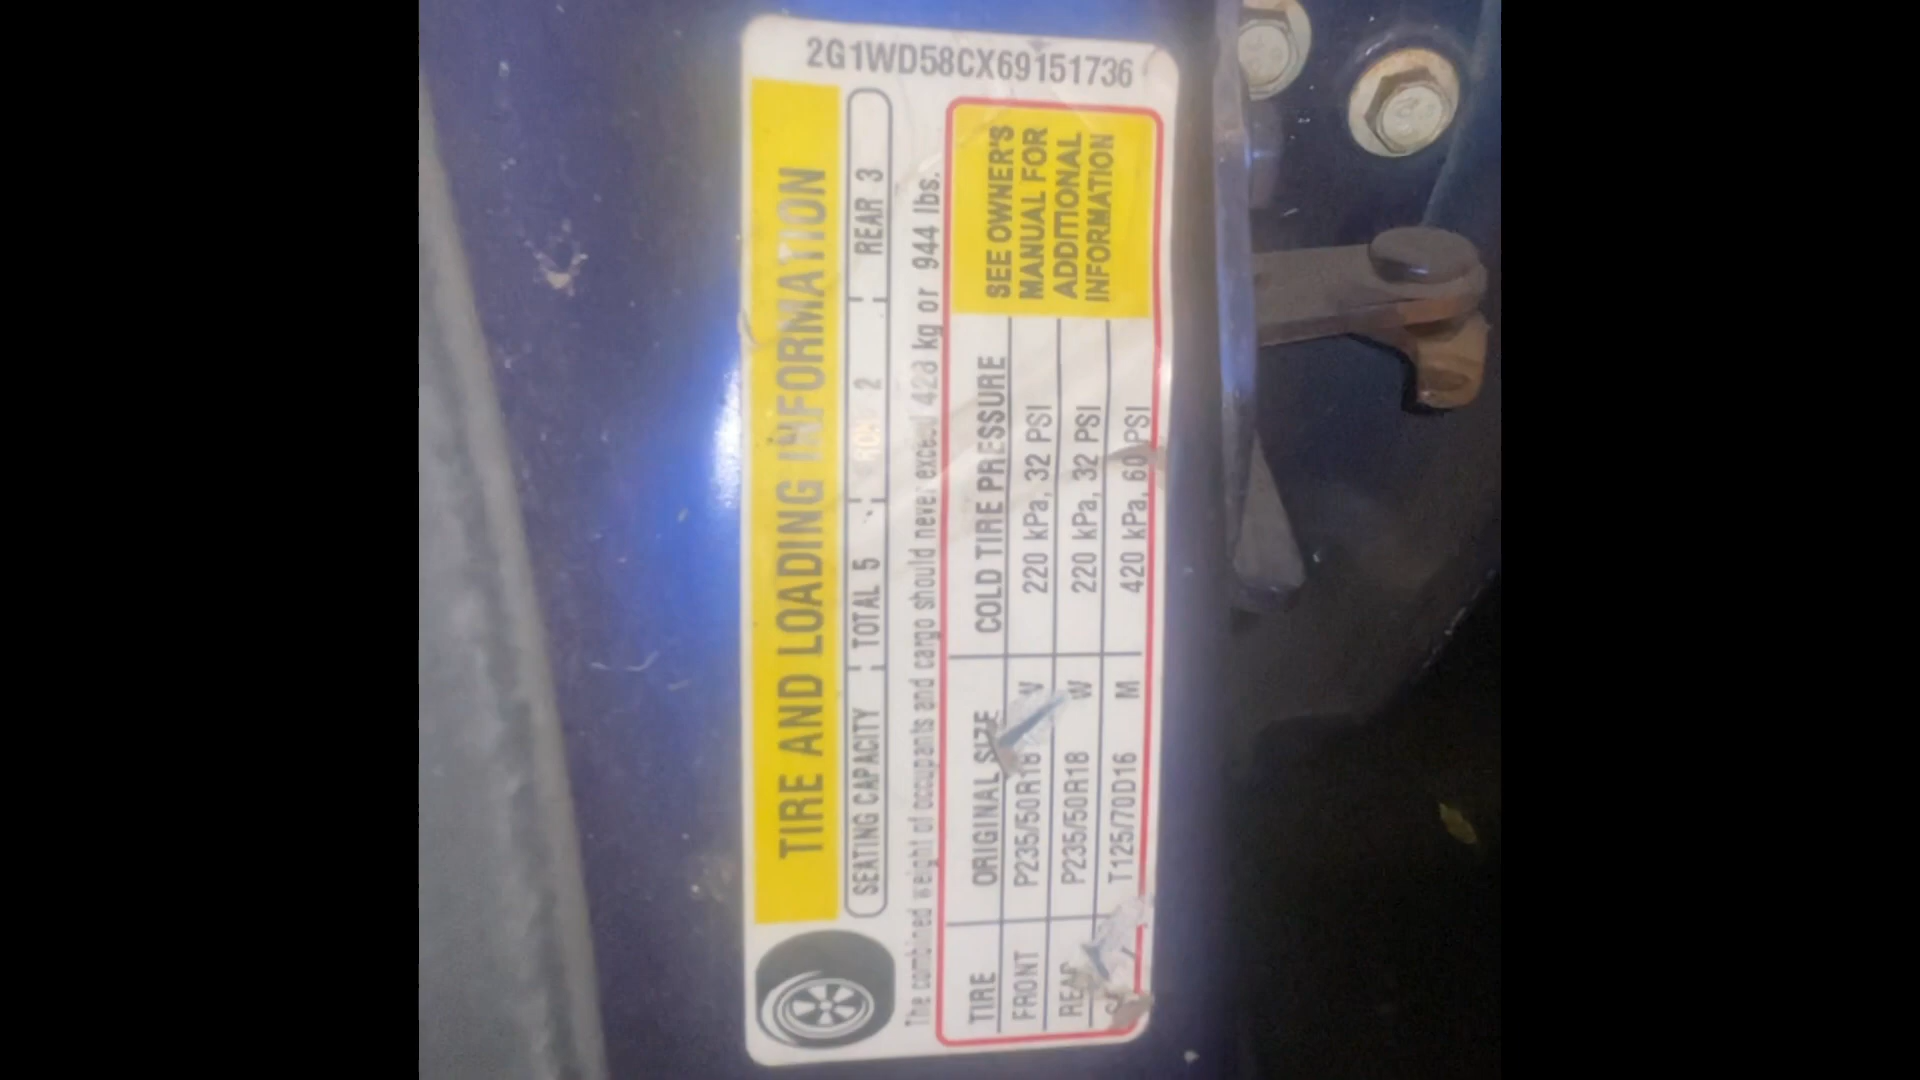 2G1WD58CX69151736
TIRE AND LOADING INFORMATION
SEATING CAPACITY TOTAL 5 2 REAR 3
The combined weight of occupants and cargo should never exceed kg or 944 lbs.
TIRE ORIGINAL SIZE COLD TIRE PRESSURE
FRONT P235/50R18 220 kPa, 32 PSI
P235/50R18 W 220 kPa, 32 PSI
T125/70D16 M 420 kPa, 60 PSI
SEE OWNER'S
MANUAL FOR
ADDITIONAL
INFORMATION